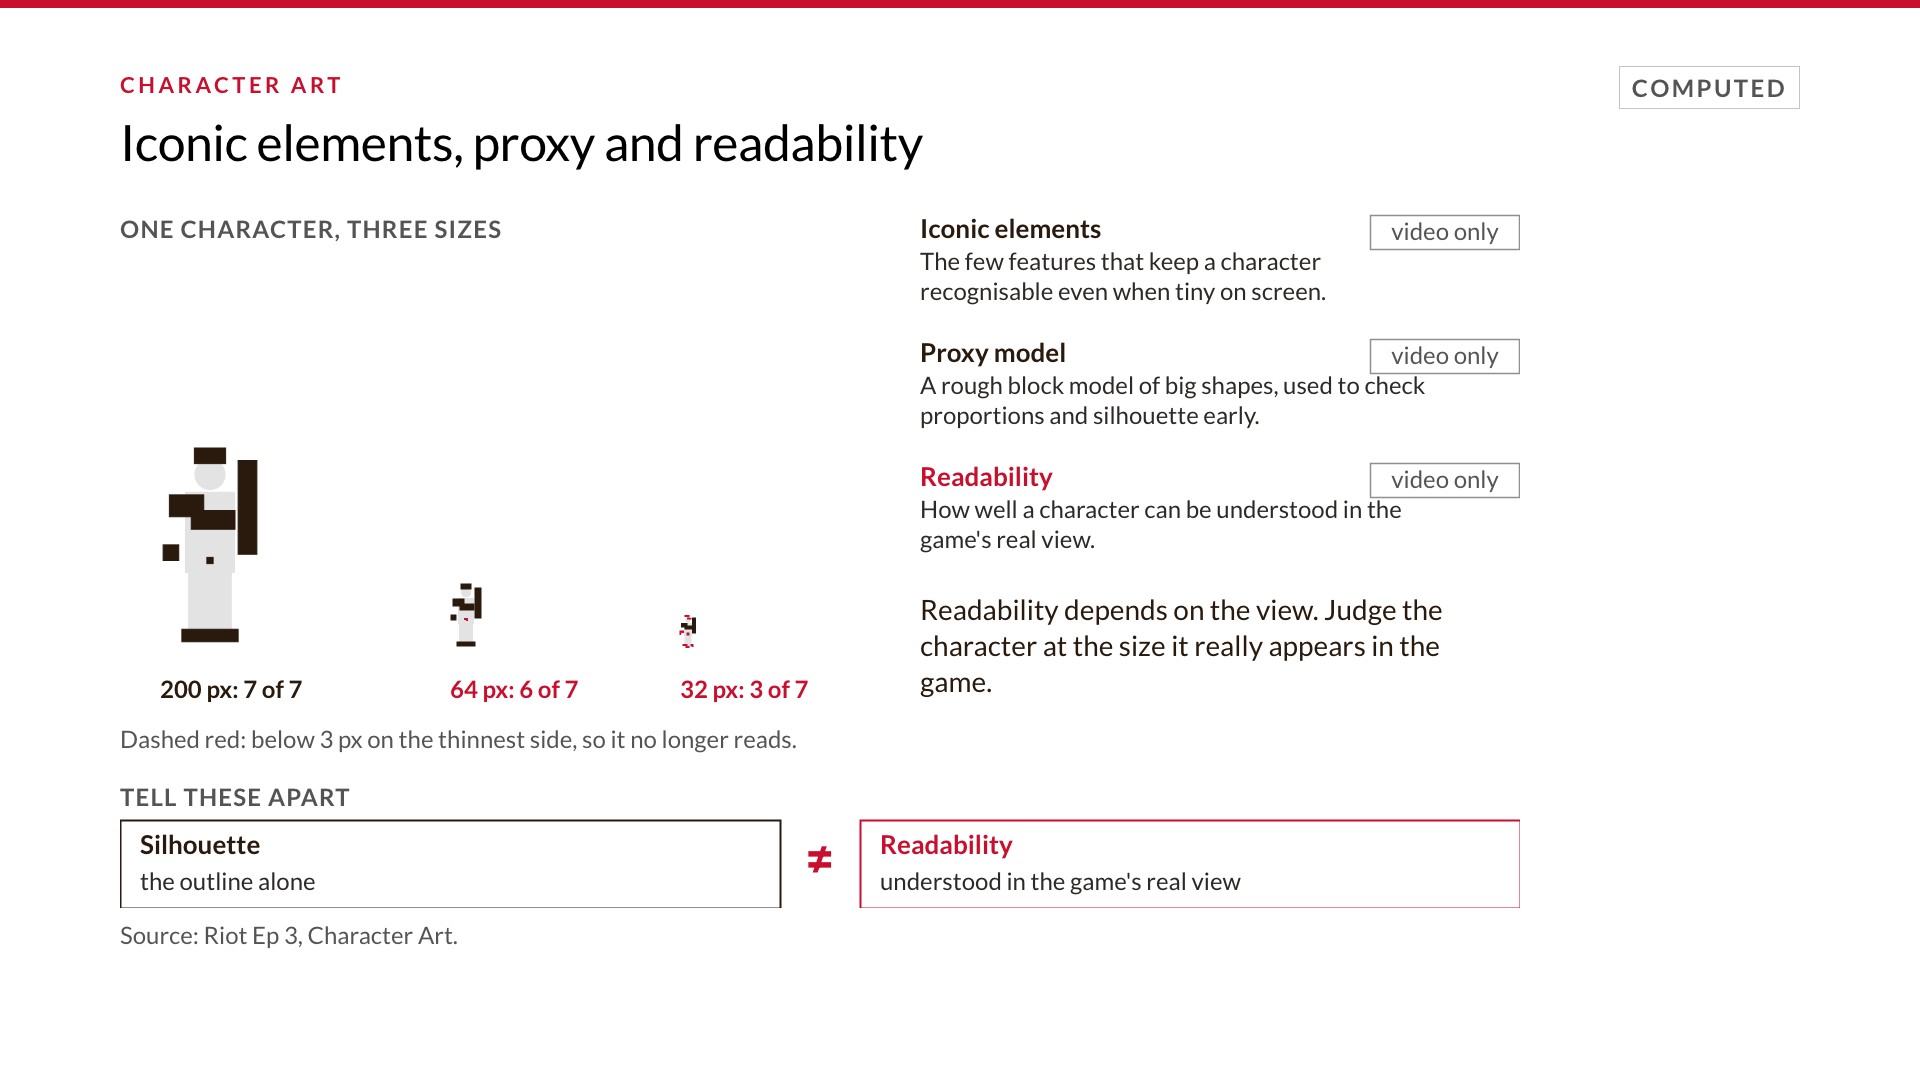 CHARACTER ART
COMPUTED
Iconic elements, proxy and readability
ONE CHARACTER, THREE SIZES
200 px: 7 of 7
64 px: 6 of 7
32 px: 3 of 7
Dashed red: below 3 px on the thinnest side, so it no longer reads.
Iconic elements
video only
The few features that keep a character
recognisable even when tiny on screen.
Proxy model
video only
A rough block model of big shapes, used to check
proportions and silhouette early.
Readability
video only
How well a character can be understood in the
game's real view.
Readability depends on the view. Judge the
character at the size it really appears in the
game.
TELL THESE APART
Silhouette
the outline alone
≠
Readability
understood in the game's real view
Source: Riot Ep 3, Character Art.